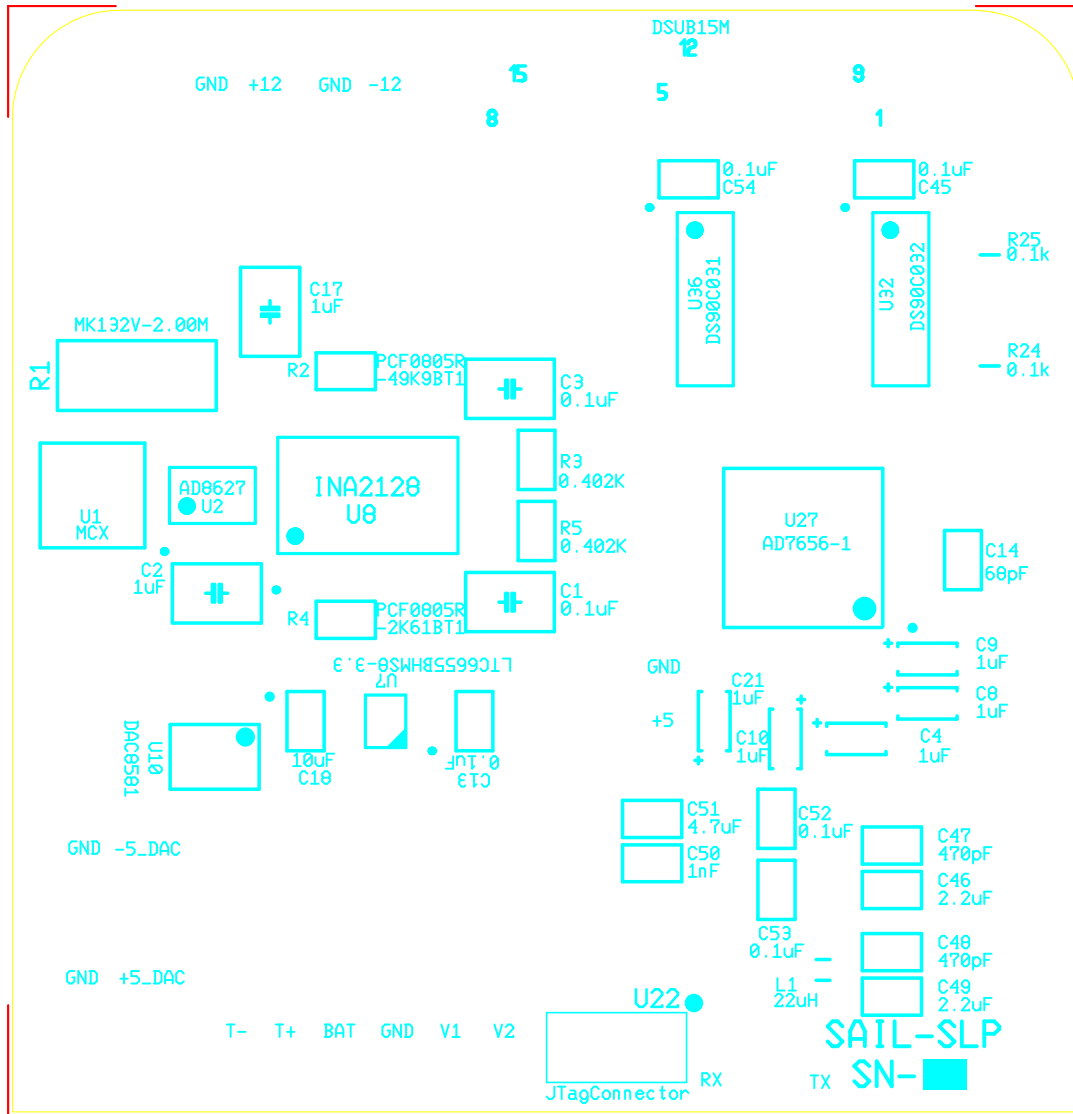 DSUB15M
12
15
9
GND +12 GND -12
5
8
1
0.1uF
C54
0.1uF
C45
R25
0.1k
U36
DS90C031
U32
DS90C032
C17
1uF
MK132V-2.00M
R1
R2
PCF0805R
-49K9BT1
R24
0.1k
C3
0.1uF
R3
0.402K
AD8627
U2
INA2128
U8
U1
MCX
R5
0.402K
U27
AD7656-1
C14
68pF
C2
1uF
C1
0.1uF
R4
PCF0805R
-2K61BT1
C9
1uF
LTC6655BHMS8-3.3
U7
GND
+5
C21
1uF
C8
1uF
C10
1uF
C4
1uF
U10
DAC8581
10uF
C18
0.1uF
C13
C51
4.7uF
C52
0.1uF
C50
1nF
C47
470pF
C46
2.2uF
GND -5_DAC
C53
0.1uF
C48
470pF
GND +5_DAC
L1
22uH
C49
2.2uF
U22
T- T+ BAT GND V1 V2
SAIL-SLP
RX
TX
SN-
JTagConnector